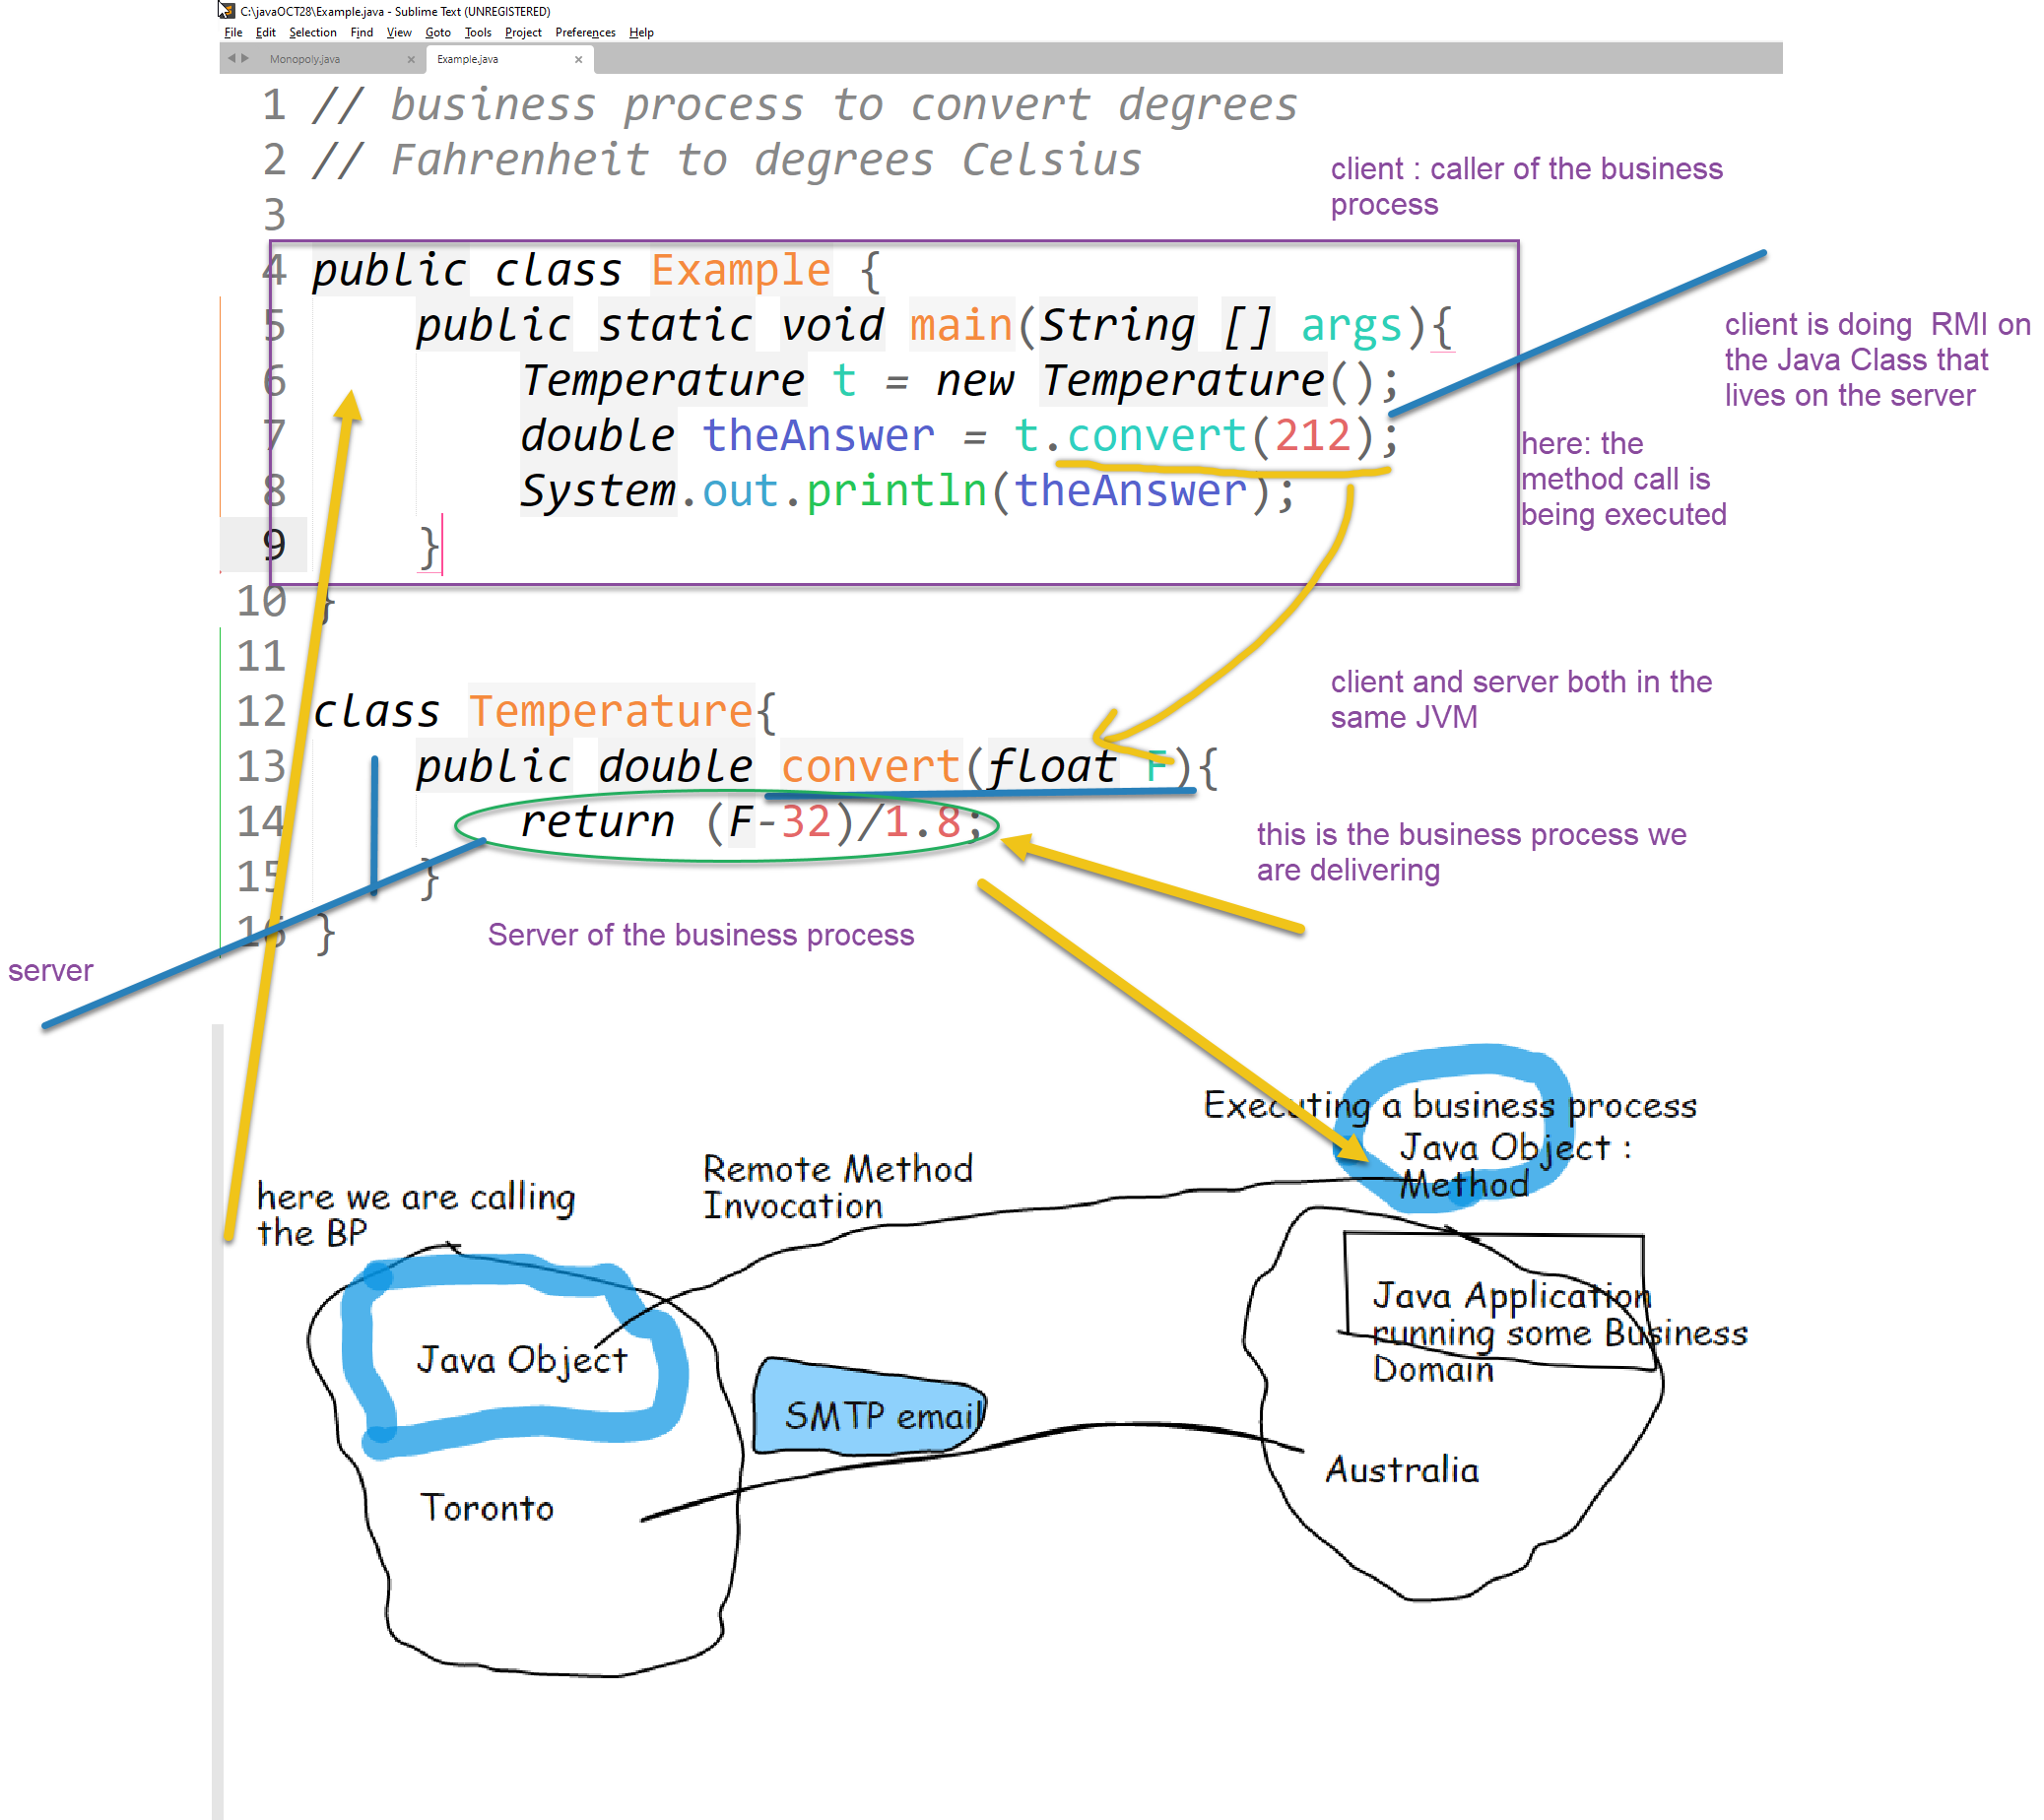 C:\javaOCT28\Example.java - Sublime Text (UNREGISTERED)
File Edit Selection Find View Goto Tools Project Preferences Help
Monopoly.java × Example.java ×
1 // business process to convert degrees
2 // Fahrenheit to degrees Celsius
3
4 public class Example {
5 public static void main(String [] args){
6 Temperature t = new Temperature();
7 double theAnswer = t.convert(212);
8 System.out.println(theAnswer);
9 }
10 }
11
12 class Temperature{
13 public double convert(float F){
14 return (F-32)/1.8;
15 }
16 }
client : caller of the business
process
client is doing  RMI on
the Java Class that
lives on the server
here: the
method call is
being executed
client and server both in the
same JVM
this is the business process we
are delivering
Server of the business process
server
Executing a business process
Java Object :
Method
Remote Method
Invocation
here we are calling
the BP
Java Object
Java Application
running some Business
Domain
SMTP email
Australia
Toronto